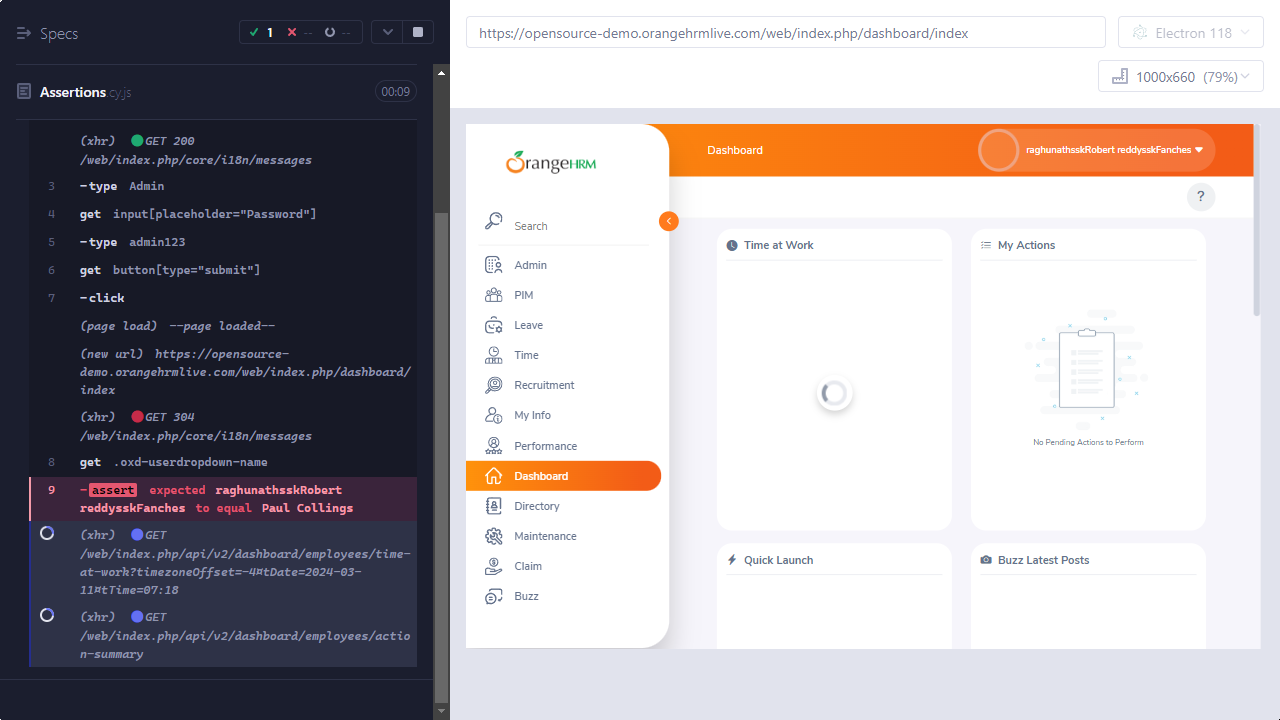 Specs
1
--
--
Assertions.cy.js
00:09
(xhr) GET 200
/web/index.php/core/i18n/messages
3 -type Admin
4 get input[placeholder="Password"]
5 -type admin123
6 get button[type="submit"]
7 -click
(page load) --page loaded--
(new url) https://opensource-
demo.orangehrmlive.com/web/index.php/dashboard/
index
(xhr) GET 304
/web/index.php/core/i18n/messages
8 get .oxd-userdropdown-name
9 -assert expected raghunathsskRobert
reddysskFanches to equal Paul Collings
(xhr) GET
/web/index.php/api/v2/dashboard/employees/time-
at-work?timezoneOffset=-4¤tDate=2024-03-
11¤tTime=07:18
(xhr) GET
/web/index.php/api/v2/dashboard/employees/actio
n-summary
https://opensource-demo.orangehrmlive.com/web/index.php/dashboard/index
Electron 118
1000x660 (79%)
OrangeHRM
Search
Admin
PIM
Leave
Time
Recruitment
My Info
Performance
Dashboard
Directory
Maintenance
Claim
Buzz
Dashboard
raghunathsskRobert reddysskFanches
?
Time at Work
My Actions
No Pending Actions to Perform
Quick Launch
Buzz Latest Posts